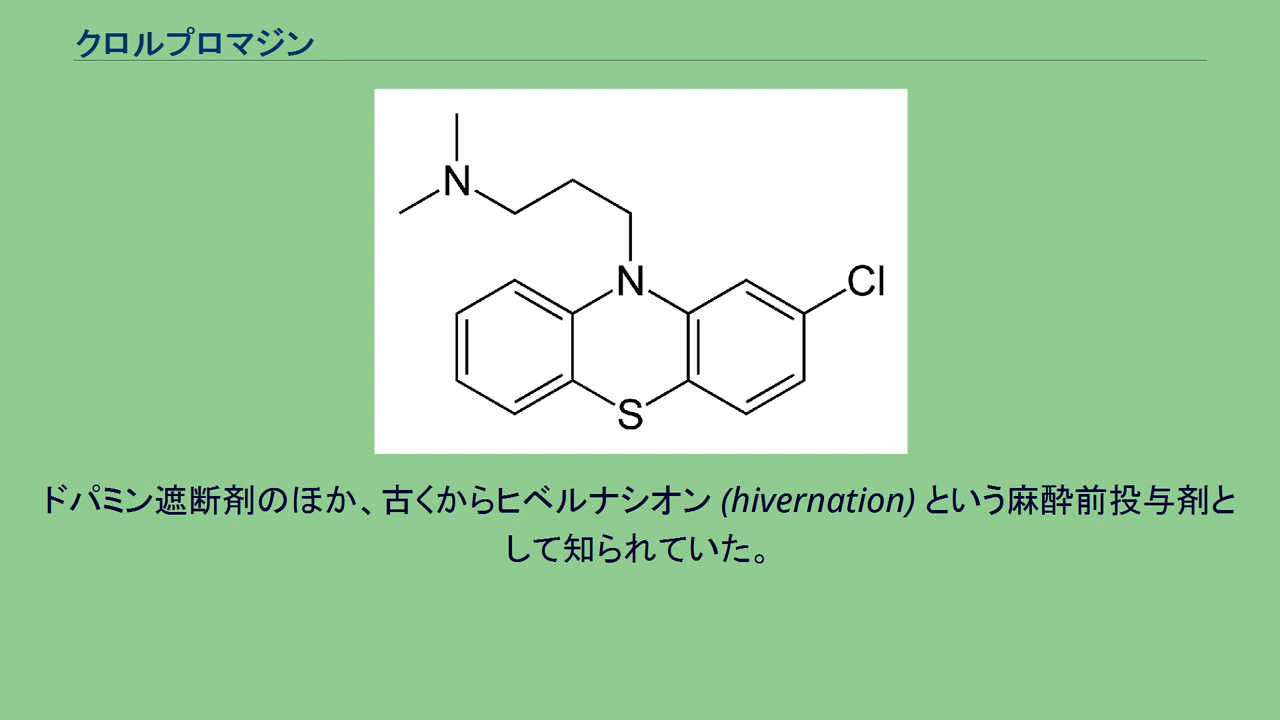 クロルプロマジン
N
N
Cl
S
ドパミン遮断剤のほか、古くからヒベルナシオン (hivernation) という麻酔前投与剤と
して知られていた。